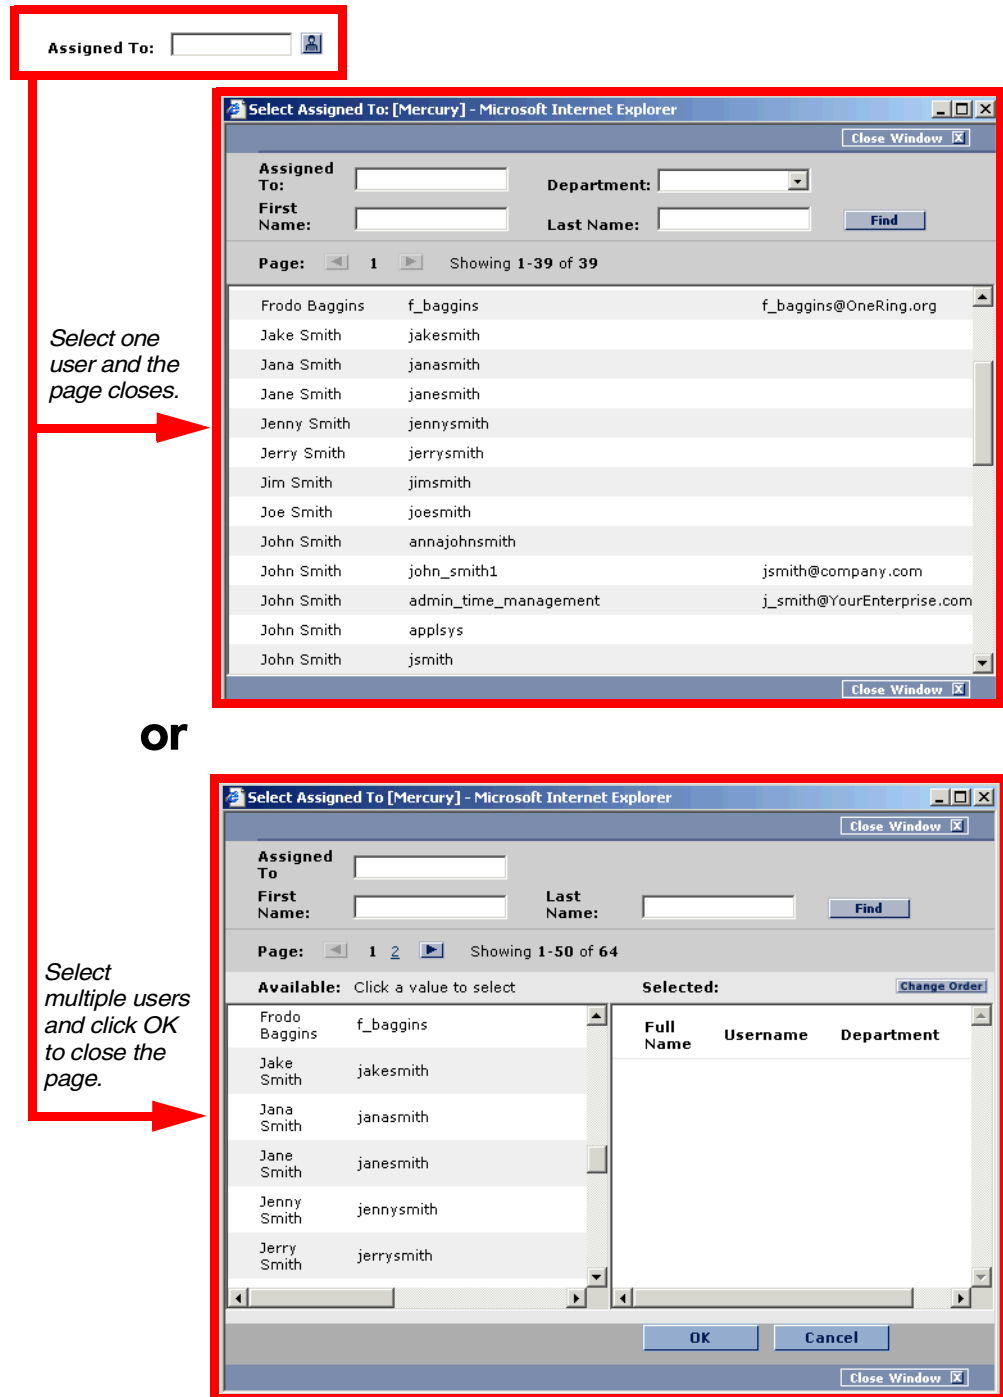 Assigned To:
Select Assigned To: [Mercury] - Microsoft Internet Explorer
Close Window X
Assigned
To:
Department:
First
Name:
Last Name:
Find
Page: 1 Showing 1-39 of 39
Frodo Baggins f_baggins f_baggins@OneRing.org
Jake Smith jakesmith
Jana Smith janasmith
Jane Smith janesmith
Jenny Smith jennysmith
Jerry Smith jerrysmith
Jim Smith jimsmith
Joe Smith joesmith
John Smith annajohnsmith
John Smith john_smith1 jsmith@company.com
John Smith admin_time_management j_smith@YourEnterprise.com
John Smith applsys
John Smith jsmith
Close Window X
Select one
user and the
page closes.
or
Select Assigned To [Mercury] - Microsoft Internet Explorer
Close Window X
Assigned
To
First
Name:
Last
Name:
Find
Page: 1 2 Showing 1-50 of 64
Available: Click a value to select
Selected:
Change Order
Frodo
Baggins
f_baggins
Jake
Smith
jakesmith
Jana
Smith
janasmith
Jane
Smith
janesmith
Jenny
Smith
jennysmith
Jerry
Smith
jerrysmith
Full
Name
Username
Department
OK
Cancel
Close Window X
Select
multiple users
and click OK
to close the
page.